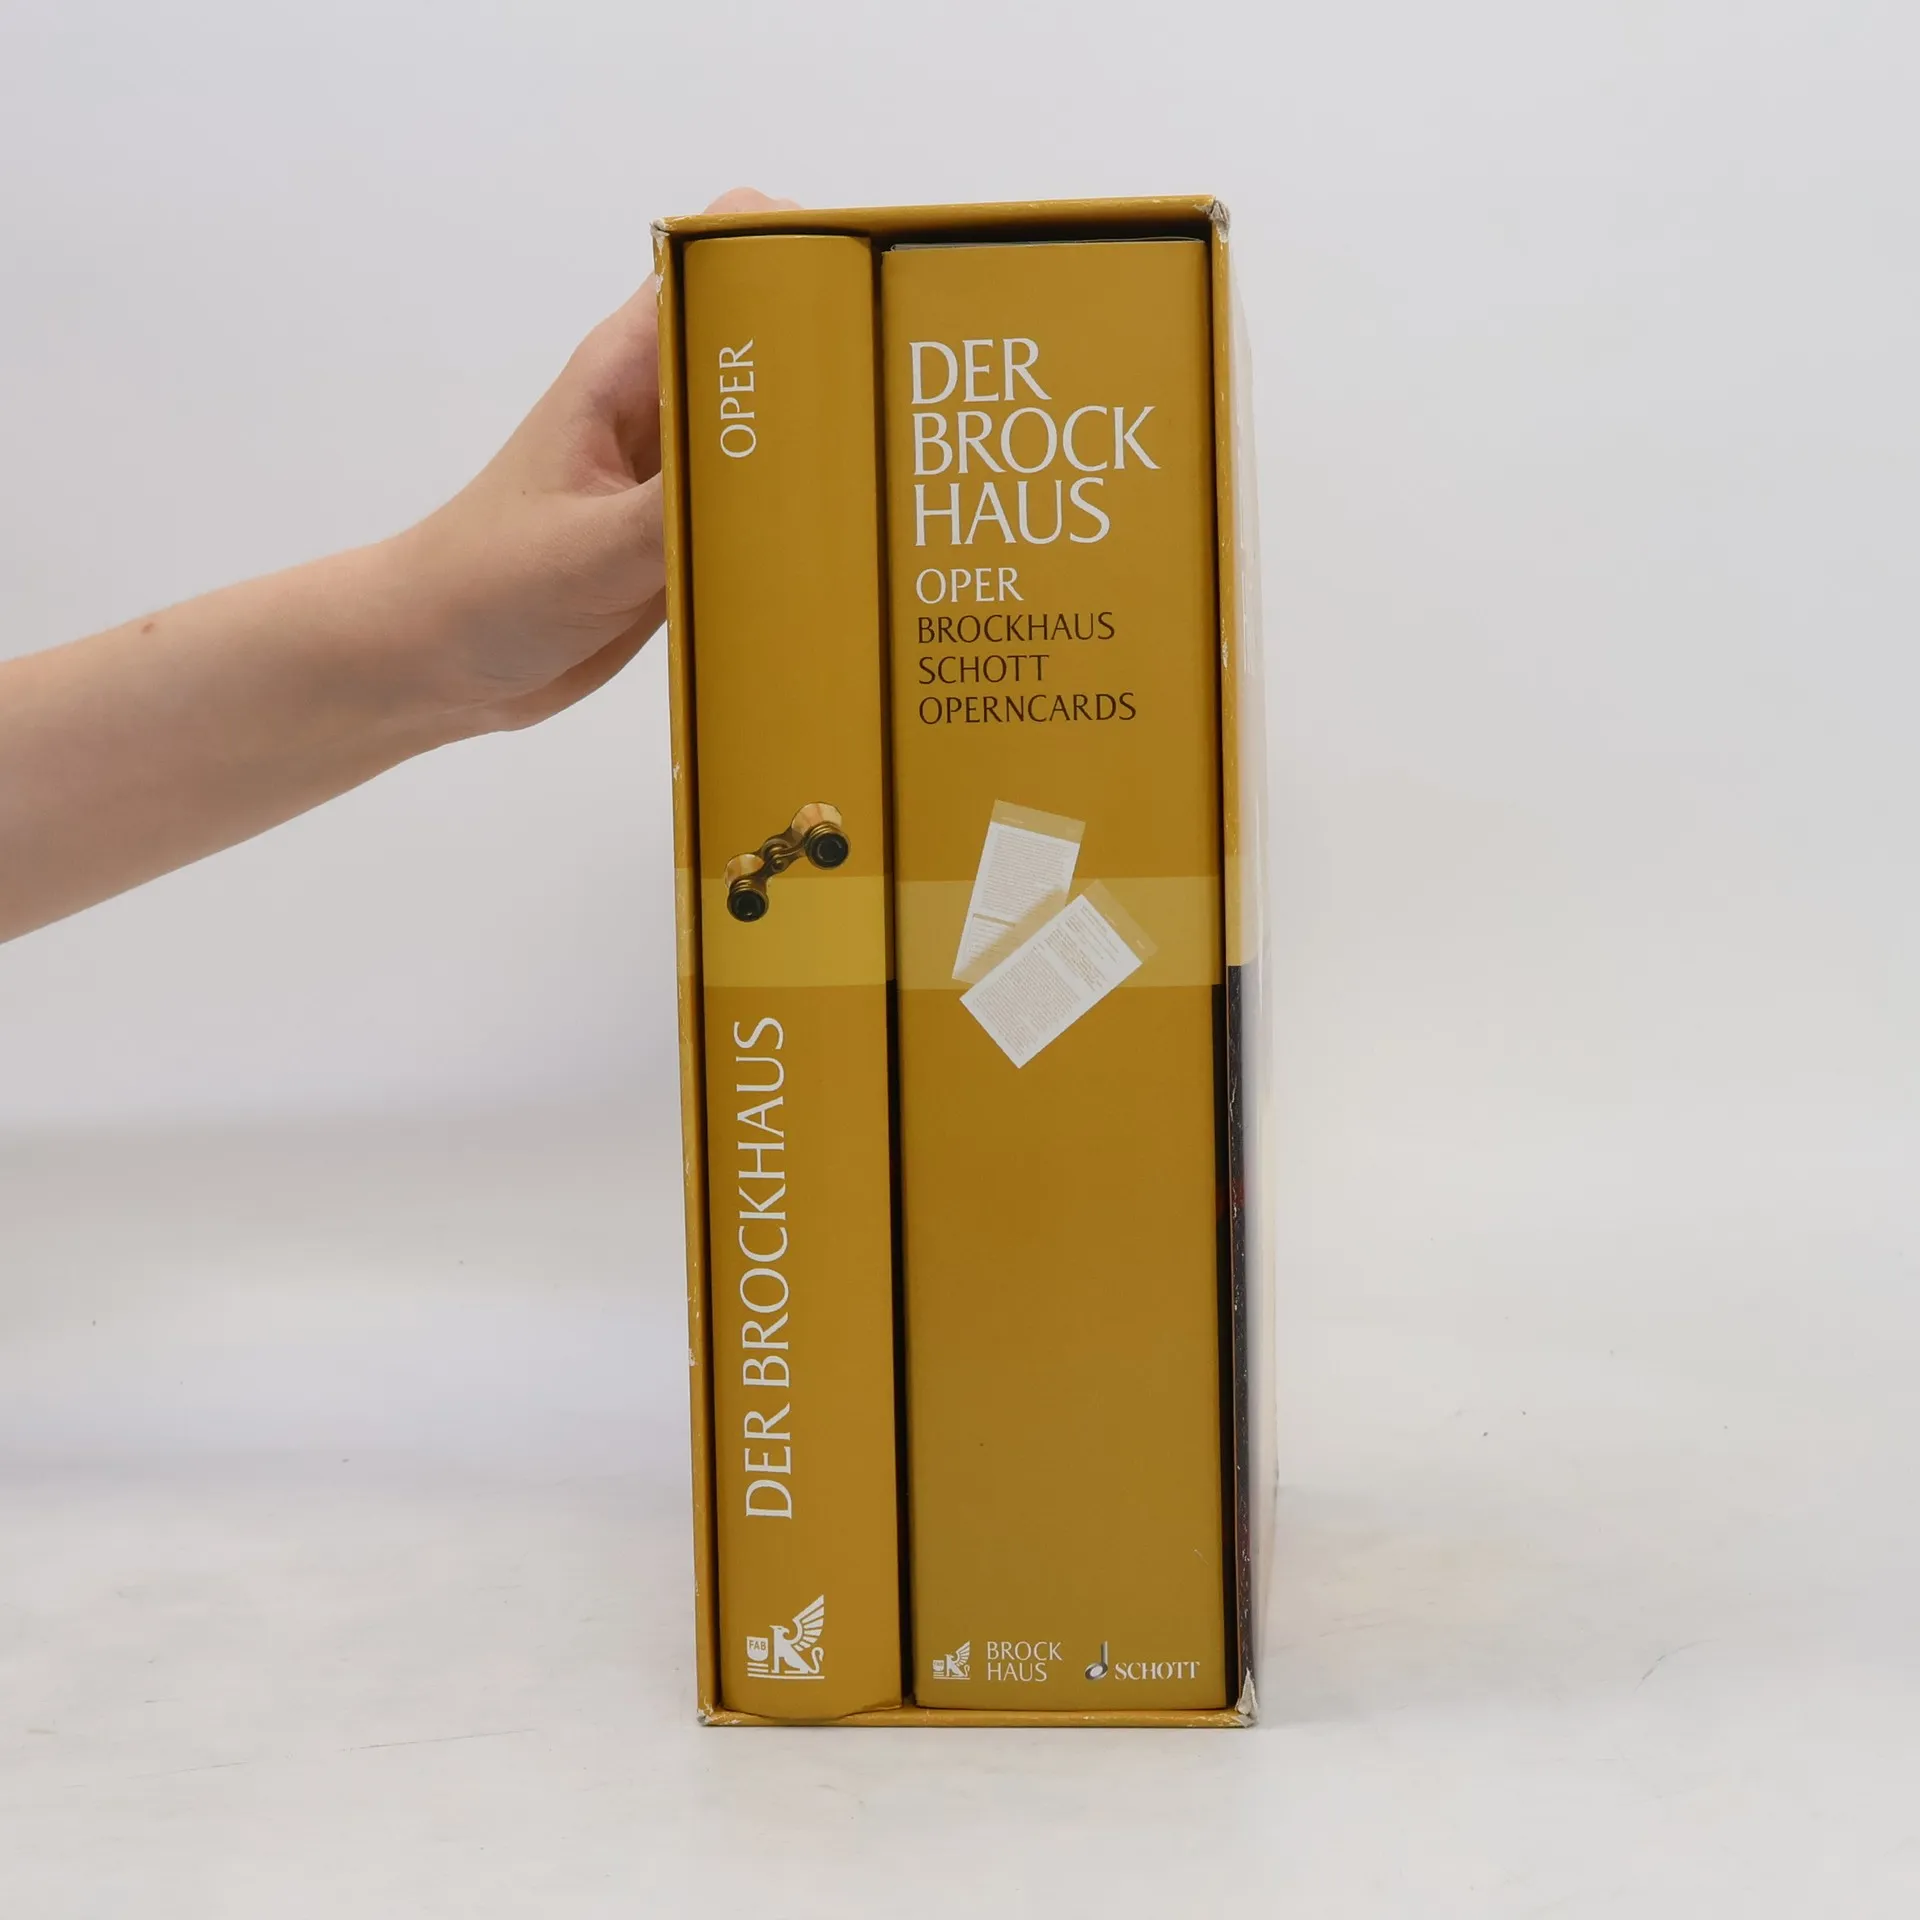 OPER
DER BROCKHAUS
FAB
DER
BROCK
HAUS
OPER
BROCKHAUS
SCHOTT
OPERNCARDS
BROCK
HAUS
SCHOTT